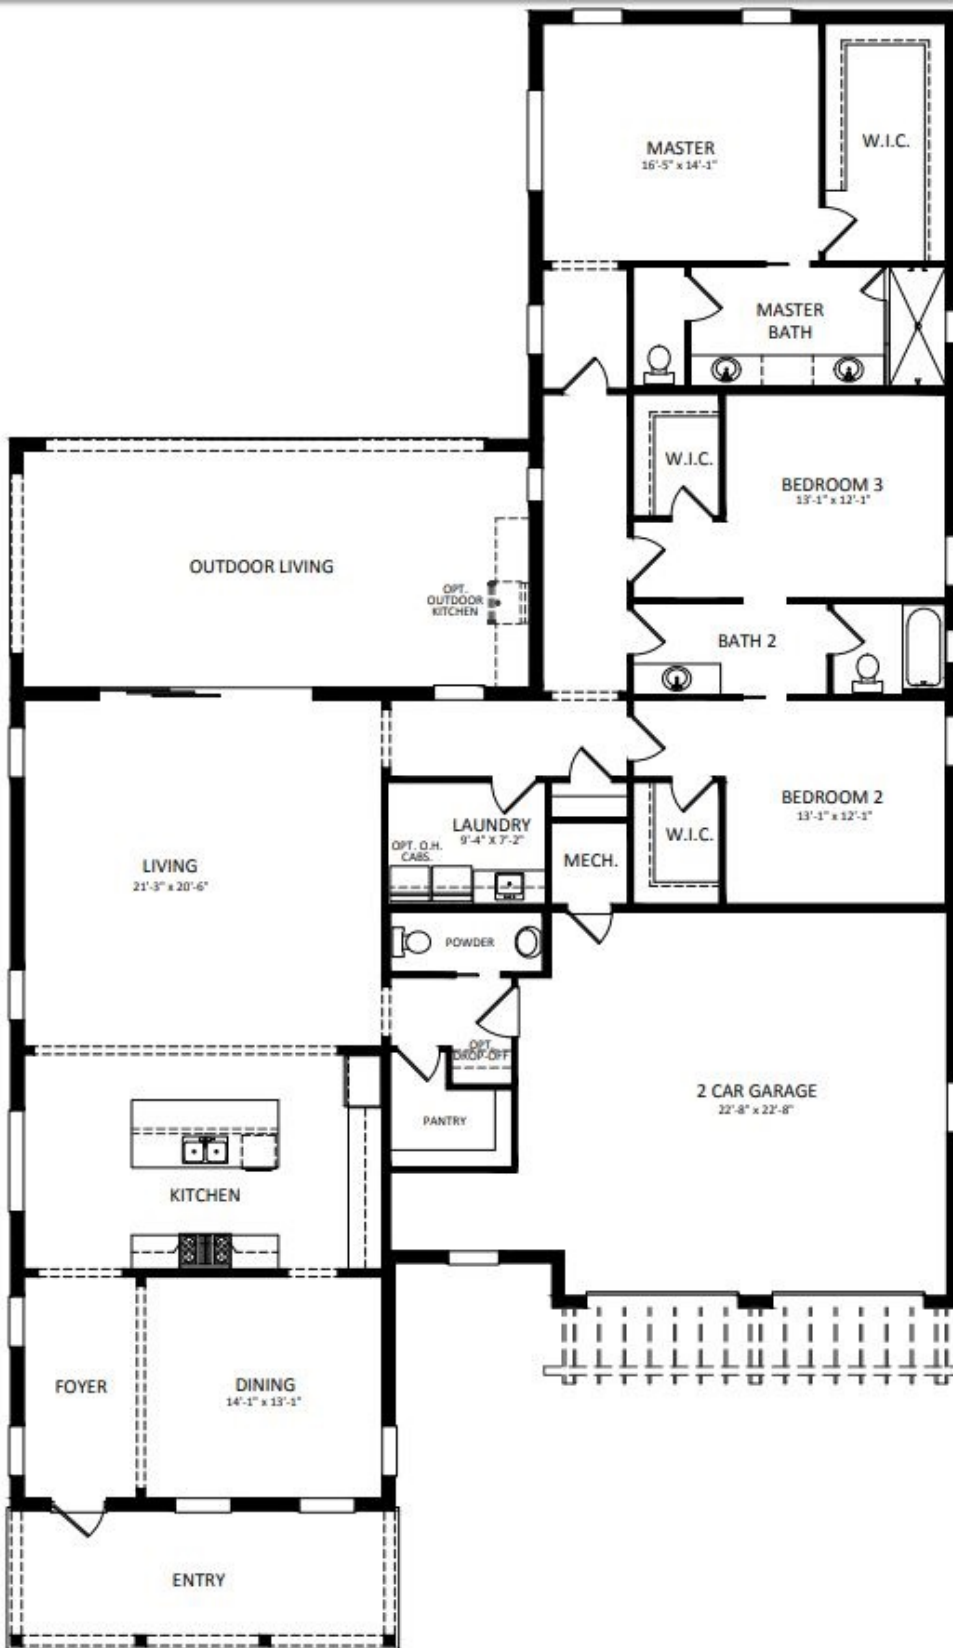 MASTER
16'-5" x 14'-1"
W.I.C.
MASTER
BATH
W.I.C.
BEDROOM 3
13'-1" x 12'-1"
OUTDOOR LIVING
OPT.
OUTDOOR
KITCHEN
BATH 2
BEDROOM 2
13'-1" x 12'-1"
LAUNDRY
9'-4" X 7'-2"
OPT. O.H.
CABS.
W.I.C.
MECH.
LIVING
21'-3" x 20'-6"
POWDER
OPT.
DROP-OFF
2 CAR GARAGE
22'-8" x 22'-8"
PANTRY
KITCHEN
FOYER
DINING
14'-1" x 13'-1"
ENTRY